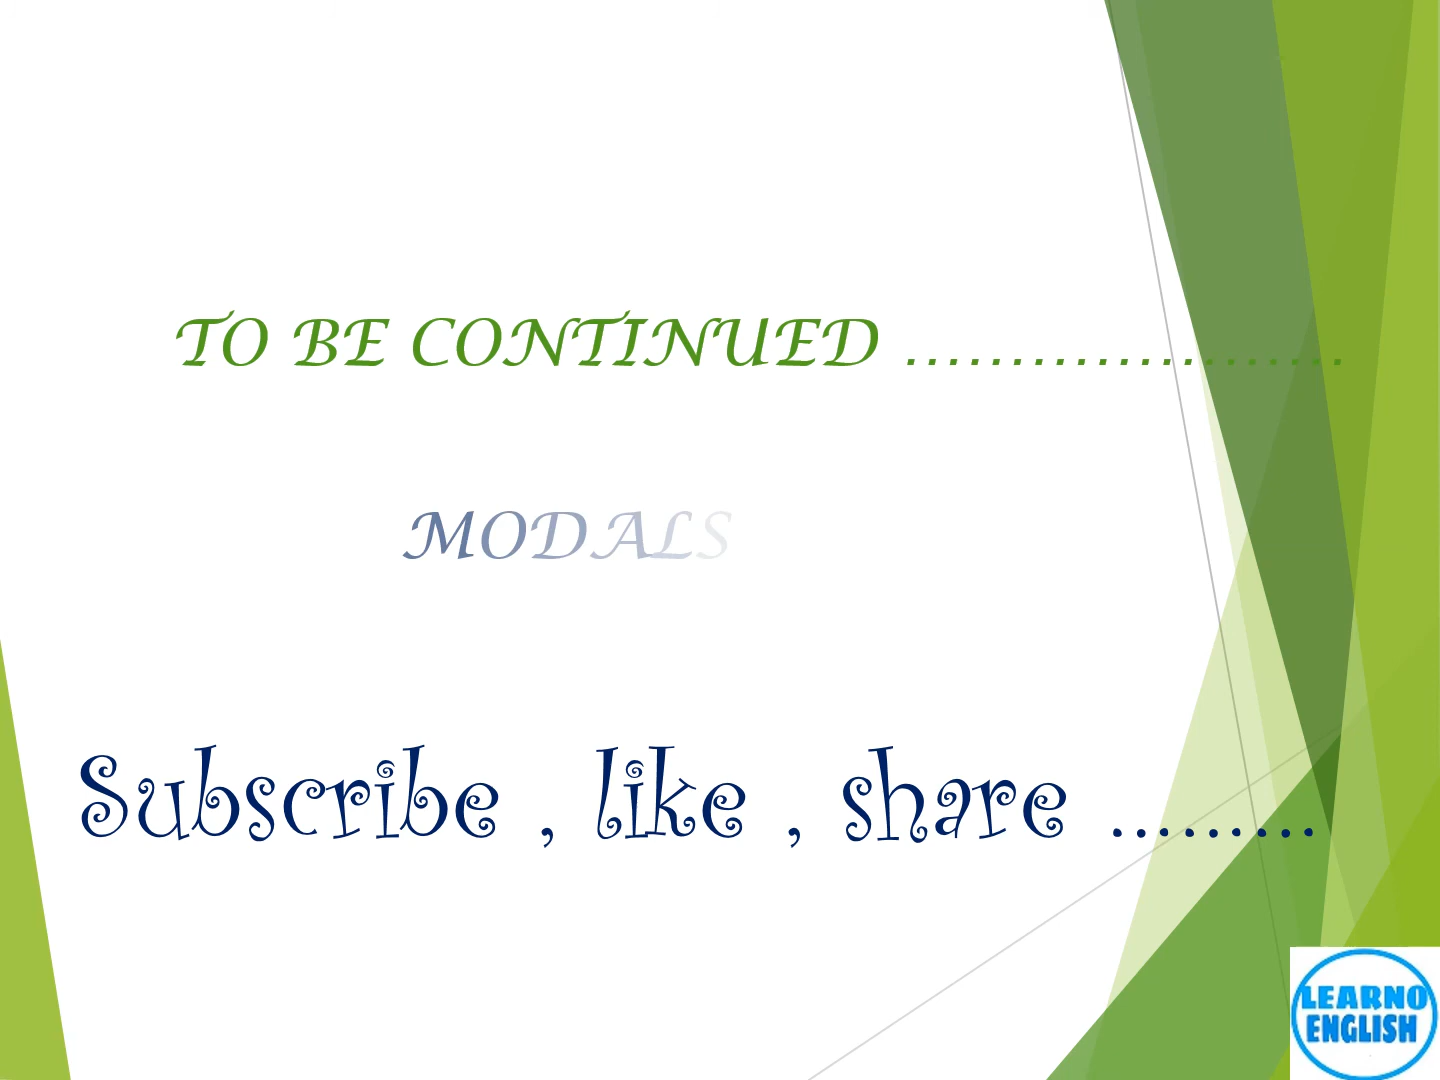 TO BE CONTINUED .....................
MODALS
Subscribe , like , share .........
LEARNO
ENGLISH